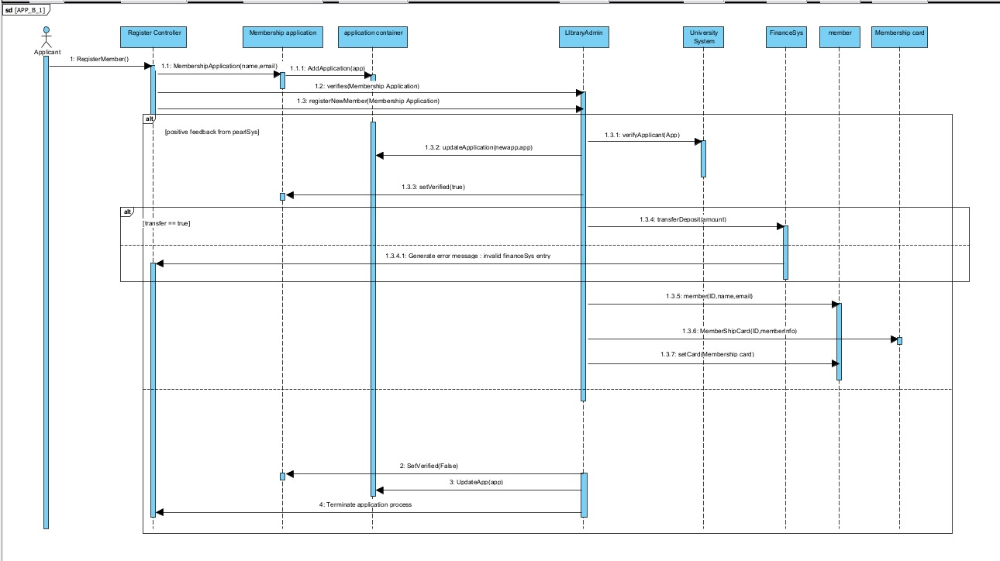 sd [APP_B_1]
Register Controller
Membership application
application container
LIbraryAdmin
University
System
FinanceSys
member
Membership card
Applicant
1: RegisterMember()
1.1: MembershipApplication(name,email)
1.1.1: AddApplication(app)
1.2: verifies(Membership Application)
1.3: registerNewMember(Membership Application)
alt
[positive feedback from pearlSys]
1.3.1: verifyApplicant(App)
1.3.2: updateApplication(newapp,app)
1.3.3: setVerified(true)
alt
[transfer == true]
1.3.4: transferDeposit(amount)
1.3.4.1: Generate error message : invalid financeSys entry
1.3.5: member(ID,name,email)
1.3.6: MemberShipCard(ID,memberInfo)
1.3.7: setCard(Membership card)
2: SetVerified(False)
3: UpdateApp(app)
4: Terminate application process